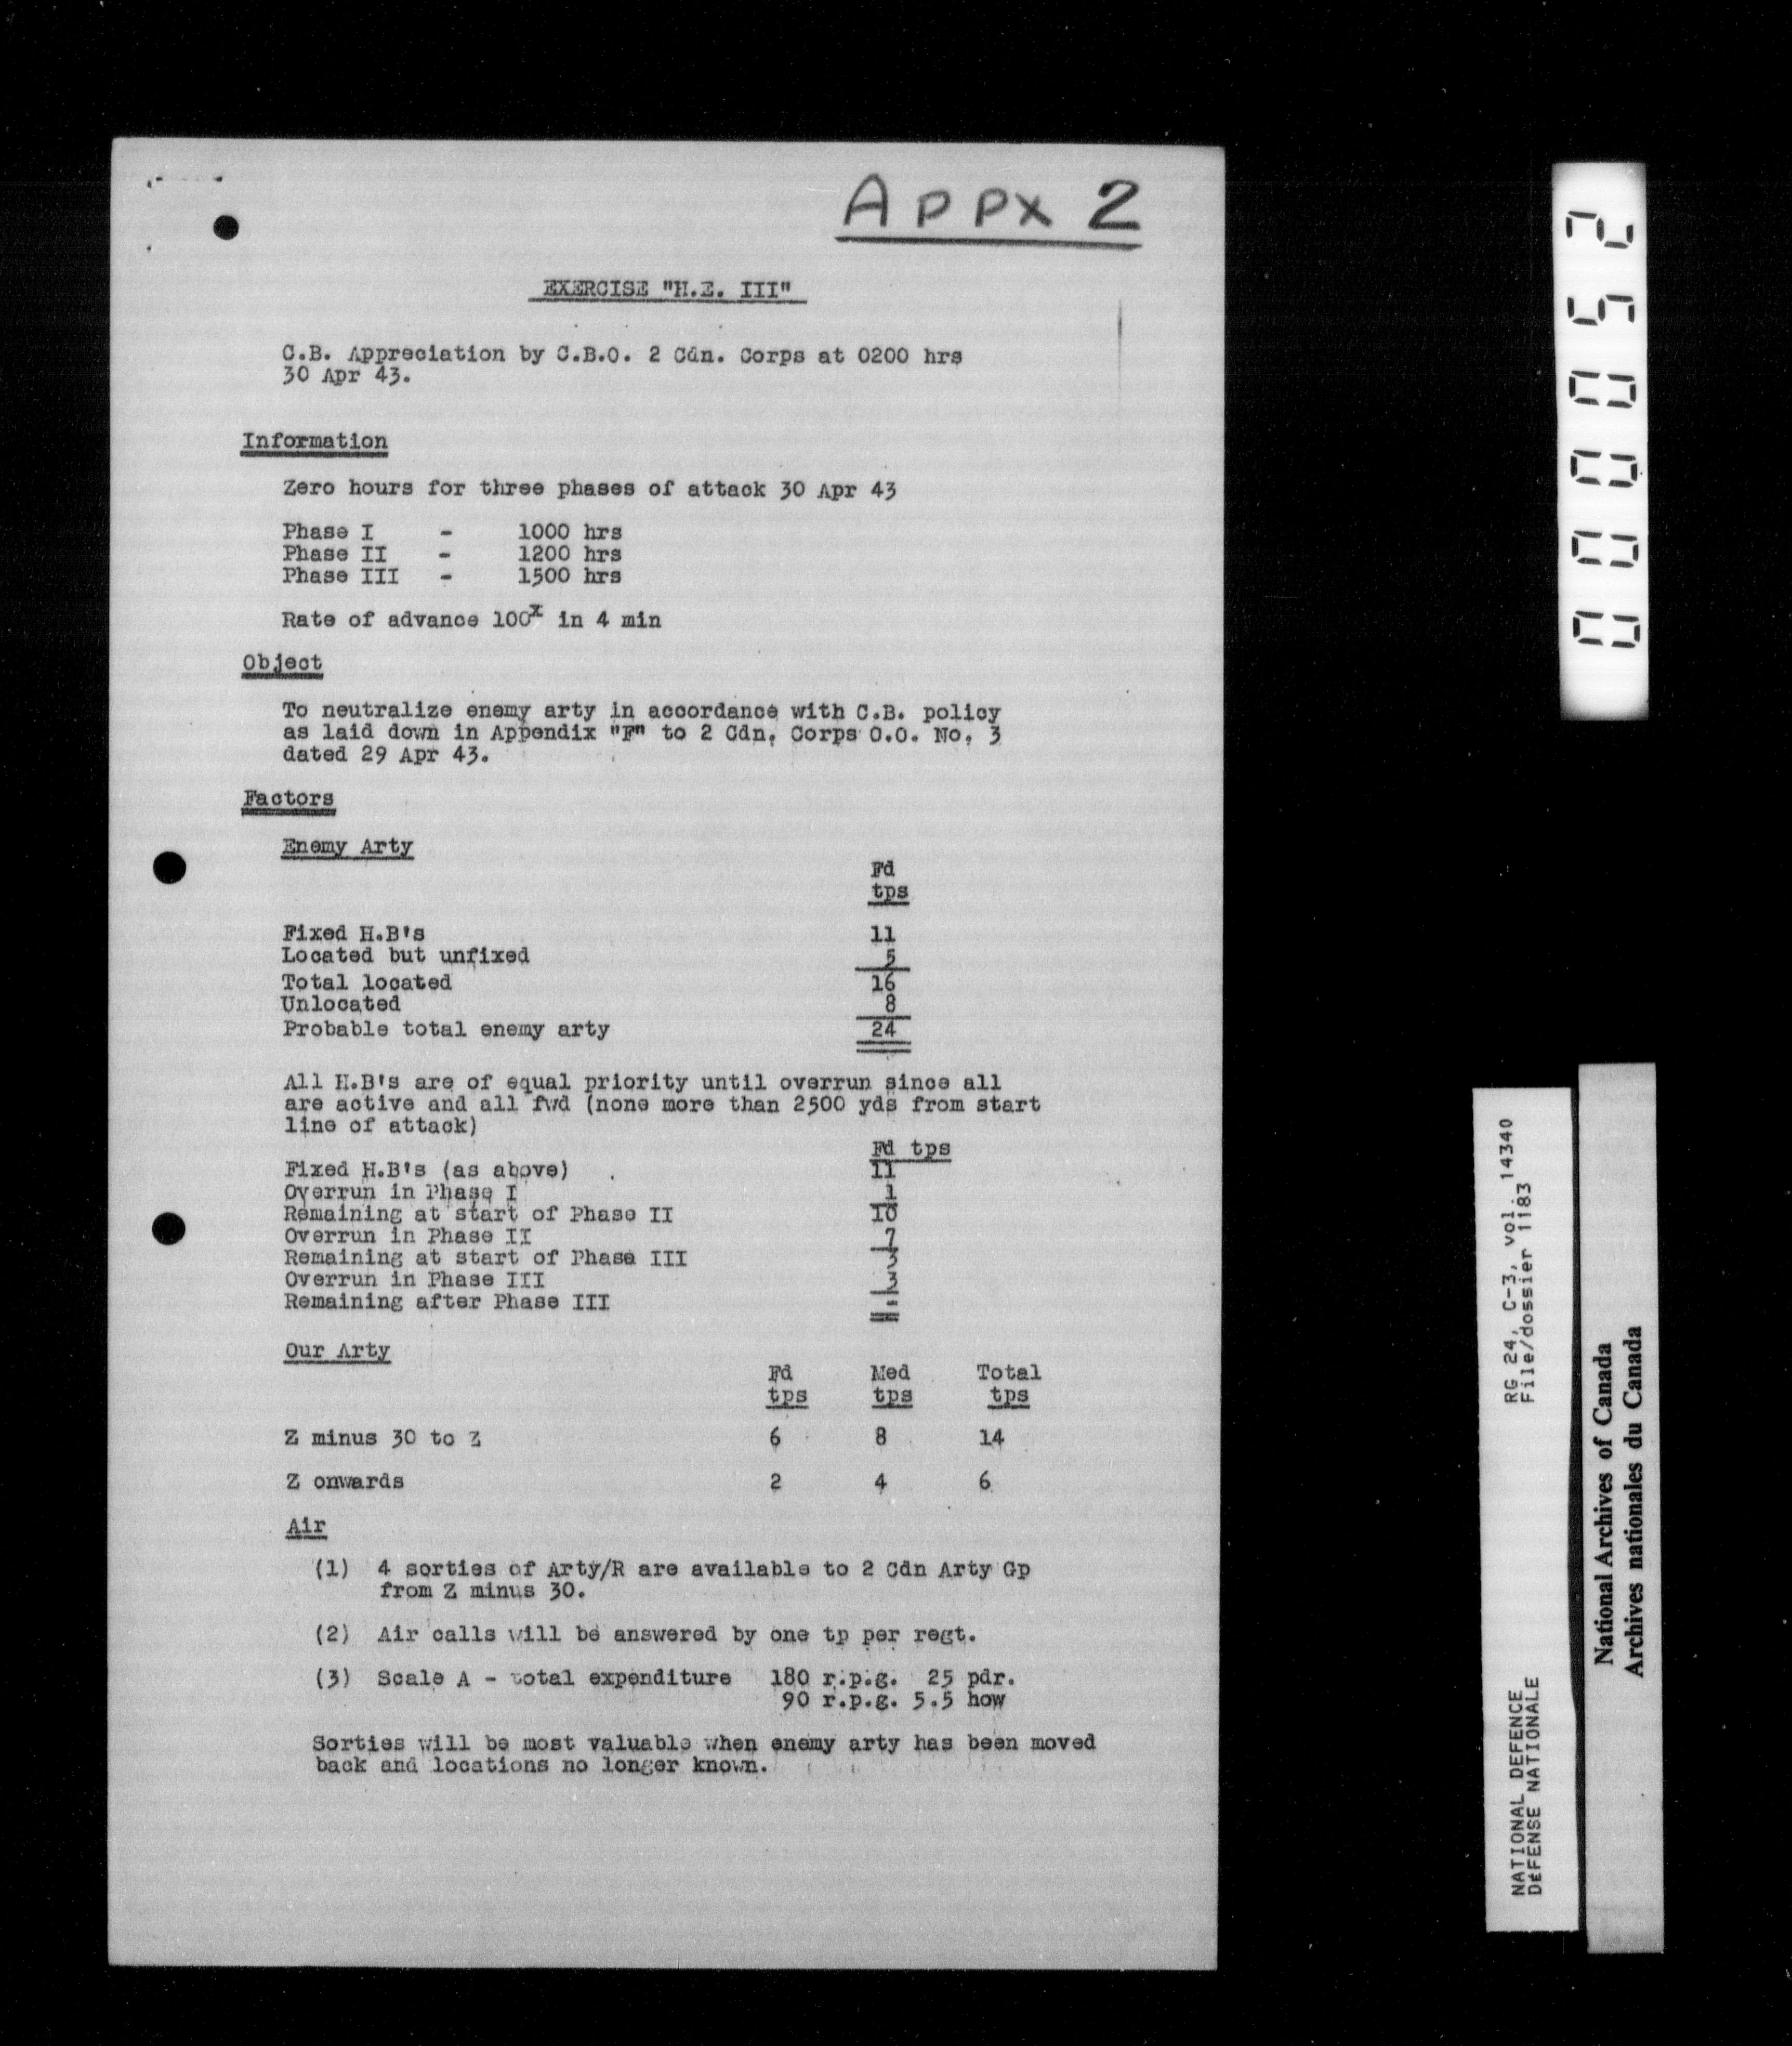 APPX 2
EXERCISE "H.E. III"
C.B. Appreciation by C.B.O. 2 Cdn. Corps at 0200 hrs
30 Apr 43.
Information
Zero hours for three phases of attack 30 Apr 43
Phase I - 1000 hrs
Phase II - 1200 hrs
Phase III - 1500 hrs
Rate of advance 100x in 4 min
Object
To neutralize enemy arty in accordance with C.B. policy
as laid down in Appendix "F" to 2 Cdn. Corps O.O. No. 3
dated 29 Apr 43.
Factors
Enemy Arty
Fd
tps
Fixed H.B's 11
Located but unfixed 5
Total located 16
Unlocated 8
Probable total enemy arty 24
All H.B's are of equal priority until overrun since all
are active and all fwd (none more than 2500 yds from start
line of attack)
Fd tps
Fixed H.B's (as above) 11
Overrun in Phase I 1
Remaining at start of Phase II 10
Overrun in Phase II 7
Remaining at start of Phase III 3
Overrun in Phase III 3
Remaining after Phase III -
Our Arty
Fd Med Total
tps tps tps
Z minus 30 to Z 6 8 14
Z onwards 2 4 6
Air
(1) 4 sorties of Arty/R are available to 2 Cdn Arty Gp
from Z minus 30.
(2) Air calls will be answered by one tp per regt.
(3) Scale A - total expenditure 180 r.p.g. 25 pdr.
90 r.p.g. 5.5 how
Sorties will be most valuable when enemy arty has been moved
back and locations no longer known.
000052
NATIONAL DEFENCE RG 24, C-3, vol. 14340
DÉFENSE NATIONALE File/dossier 1183
National Archives of Canada
Archives nationales du Canada